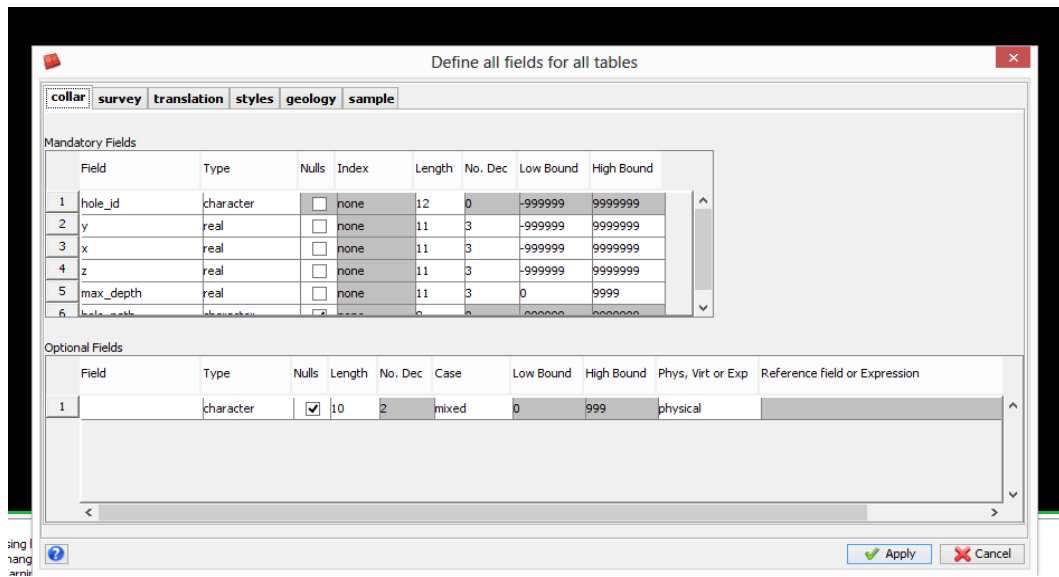 Define all fields for all tables
collar survey translation styles geology sample
Mandatory Fields
Field Type Nulls Index Length No. Dec Low Bound High Bound
1 hole_id character none 12 0 -999999 9999999
2 y real none 11 3 -999999 9999999
3 x real none 11 3 -999999 9999999
4 z real none 11 3 -999999 9999999
5 max_depth real none 11 3 0 9999
6
Optional Fields
Field Type Nulls Length No. Dec Case Low Bound High Bound Phys, Virt or Exp Reference field or Expression
1 character 10 2 mixed 0 999 physical
Apply Cancel